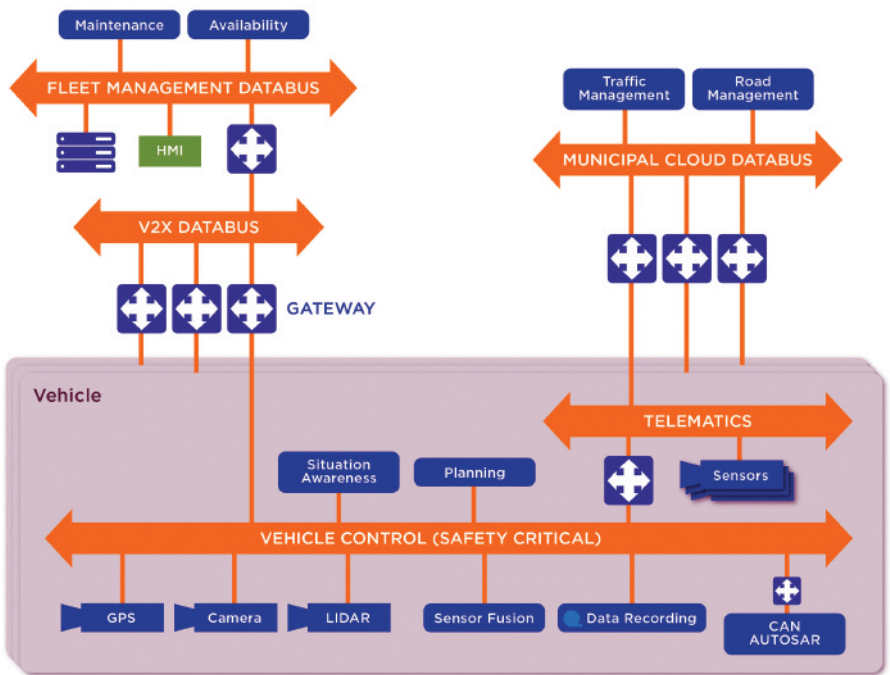 Maintenance
Availability
FLEET MANAGEMENT DATABUS
HMI
Traffic
Management
Road
Management
MUNICIPAL CLOUD DATABUS
V2X DATABUS
GATEWAY
Vehicle
TELEMATICS
Situation
Awareness
Planning
Sensors
VEHICLE CONTROL (SAFETY CRITICAL)
GPS
Camera
LIDAR
Sensor Fusion
Data Recording
CAN
AUTOSAR